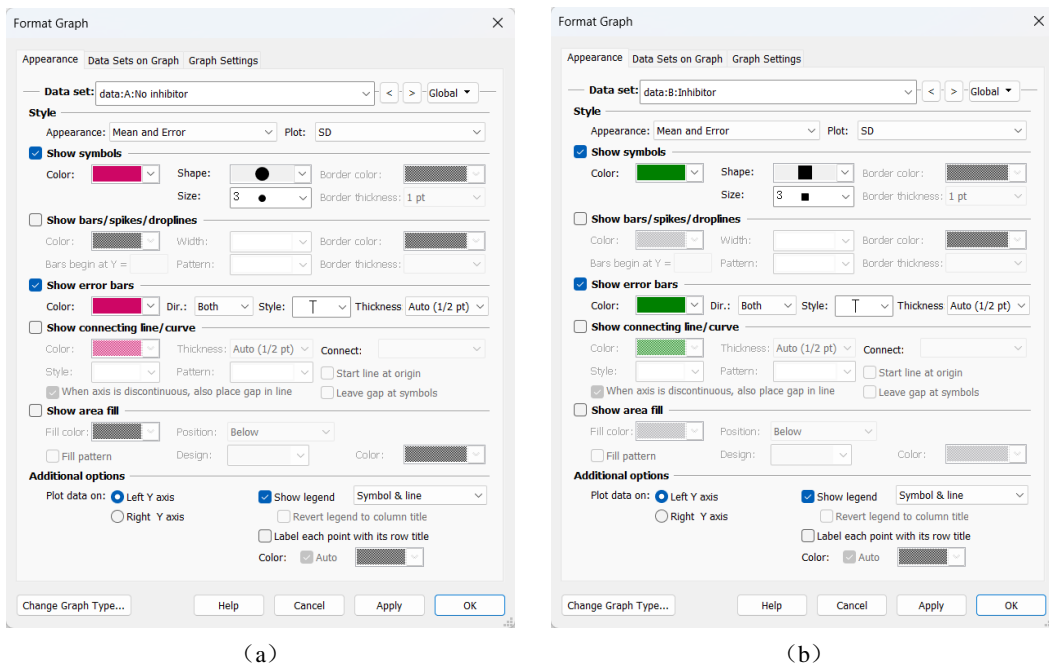 Format Graph
Appearance Data Sets on Graph Graph Settings
Data set: data:A:No inhibitor < > Global
Style
Appearance: Mean and Error Plot: SD
Show symbols
Color: Shape: Border color:
Size: 3 Border thickness: 1 pt
Show bars/spikes/droplines
Color: Width: Border color:
Bars begin at Y = Pattern: Border thickness:
Show error bars
Color: Dir.: Both Style: Thickness Auto (1/2 pt)
Show connecting line/curve
Color: Thickness: Auto (1/2 pt) Connect:
Style: Pattern: Start line at origin
When axis is discontinuous, also place gap in line Leave gap at symbols
Show area fill
Fill color: Position: Below
Fill pattern Design: Color:
Additional options
Plot data on: Left Y axis Show legend Symbol & line
Right Y axis Revert legend to column title
Label each point with its row title
Color: Auto
Change Graph Type... Help Cancel Apply OK
(a)
Format Graph
Appearance Data Sets on Graph Graph Settings
Data set: data:B:Inhibitor < > Global
Style
Appearance: Mean and Error Plot: SD
Show symbols
Color: Shape: Border color:
Size: 3 Border thickness: 1 pt
Show bars/spikes/droplines
Color: Width: Border color:
Bars begin at Y = Pattern: Border thickness:
Show error bars
Color: Dir.: Both Style: Thickness Auto (1/2 pt)
Show connecting line/curve
Color: Thickness: Auto (1/2 pt) Connect:
Style: Pattern: Start line at origin
When axis is discontinuous, also place gap in line Leave gap at symbols
Show area fill
Fill color: Position: Below
Fill pattern Design: Color:
Additional options
Plot data on: Left Y axis Show legend Symbol & line
Right Y axis Revert legend to column title
Label each point with its row title
Color: Auto
Change Graph Type... Help Cancel Apply OK
(b)